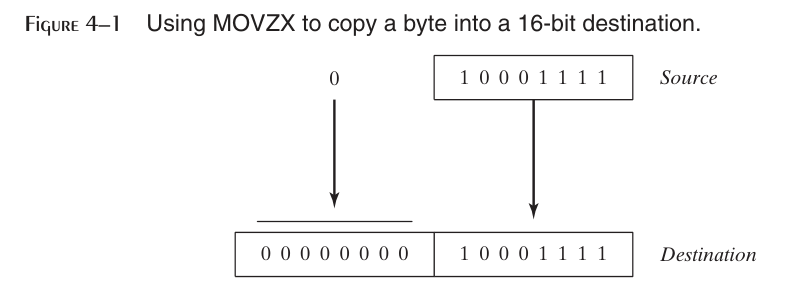 FIGURE 4–1 Using MOVZX to copy a byte into a 16-bit destination.
0 1 0 0 0 1 1 1 1 Source
0 0 0 0 0 0 0 0 1 0 0 0 1 1 1 1 Destination